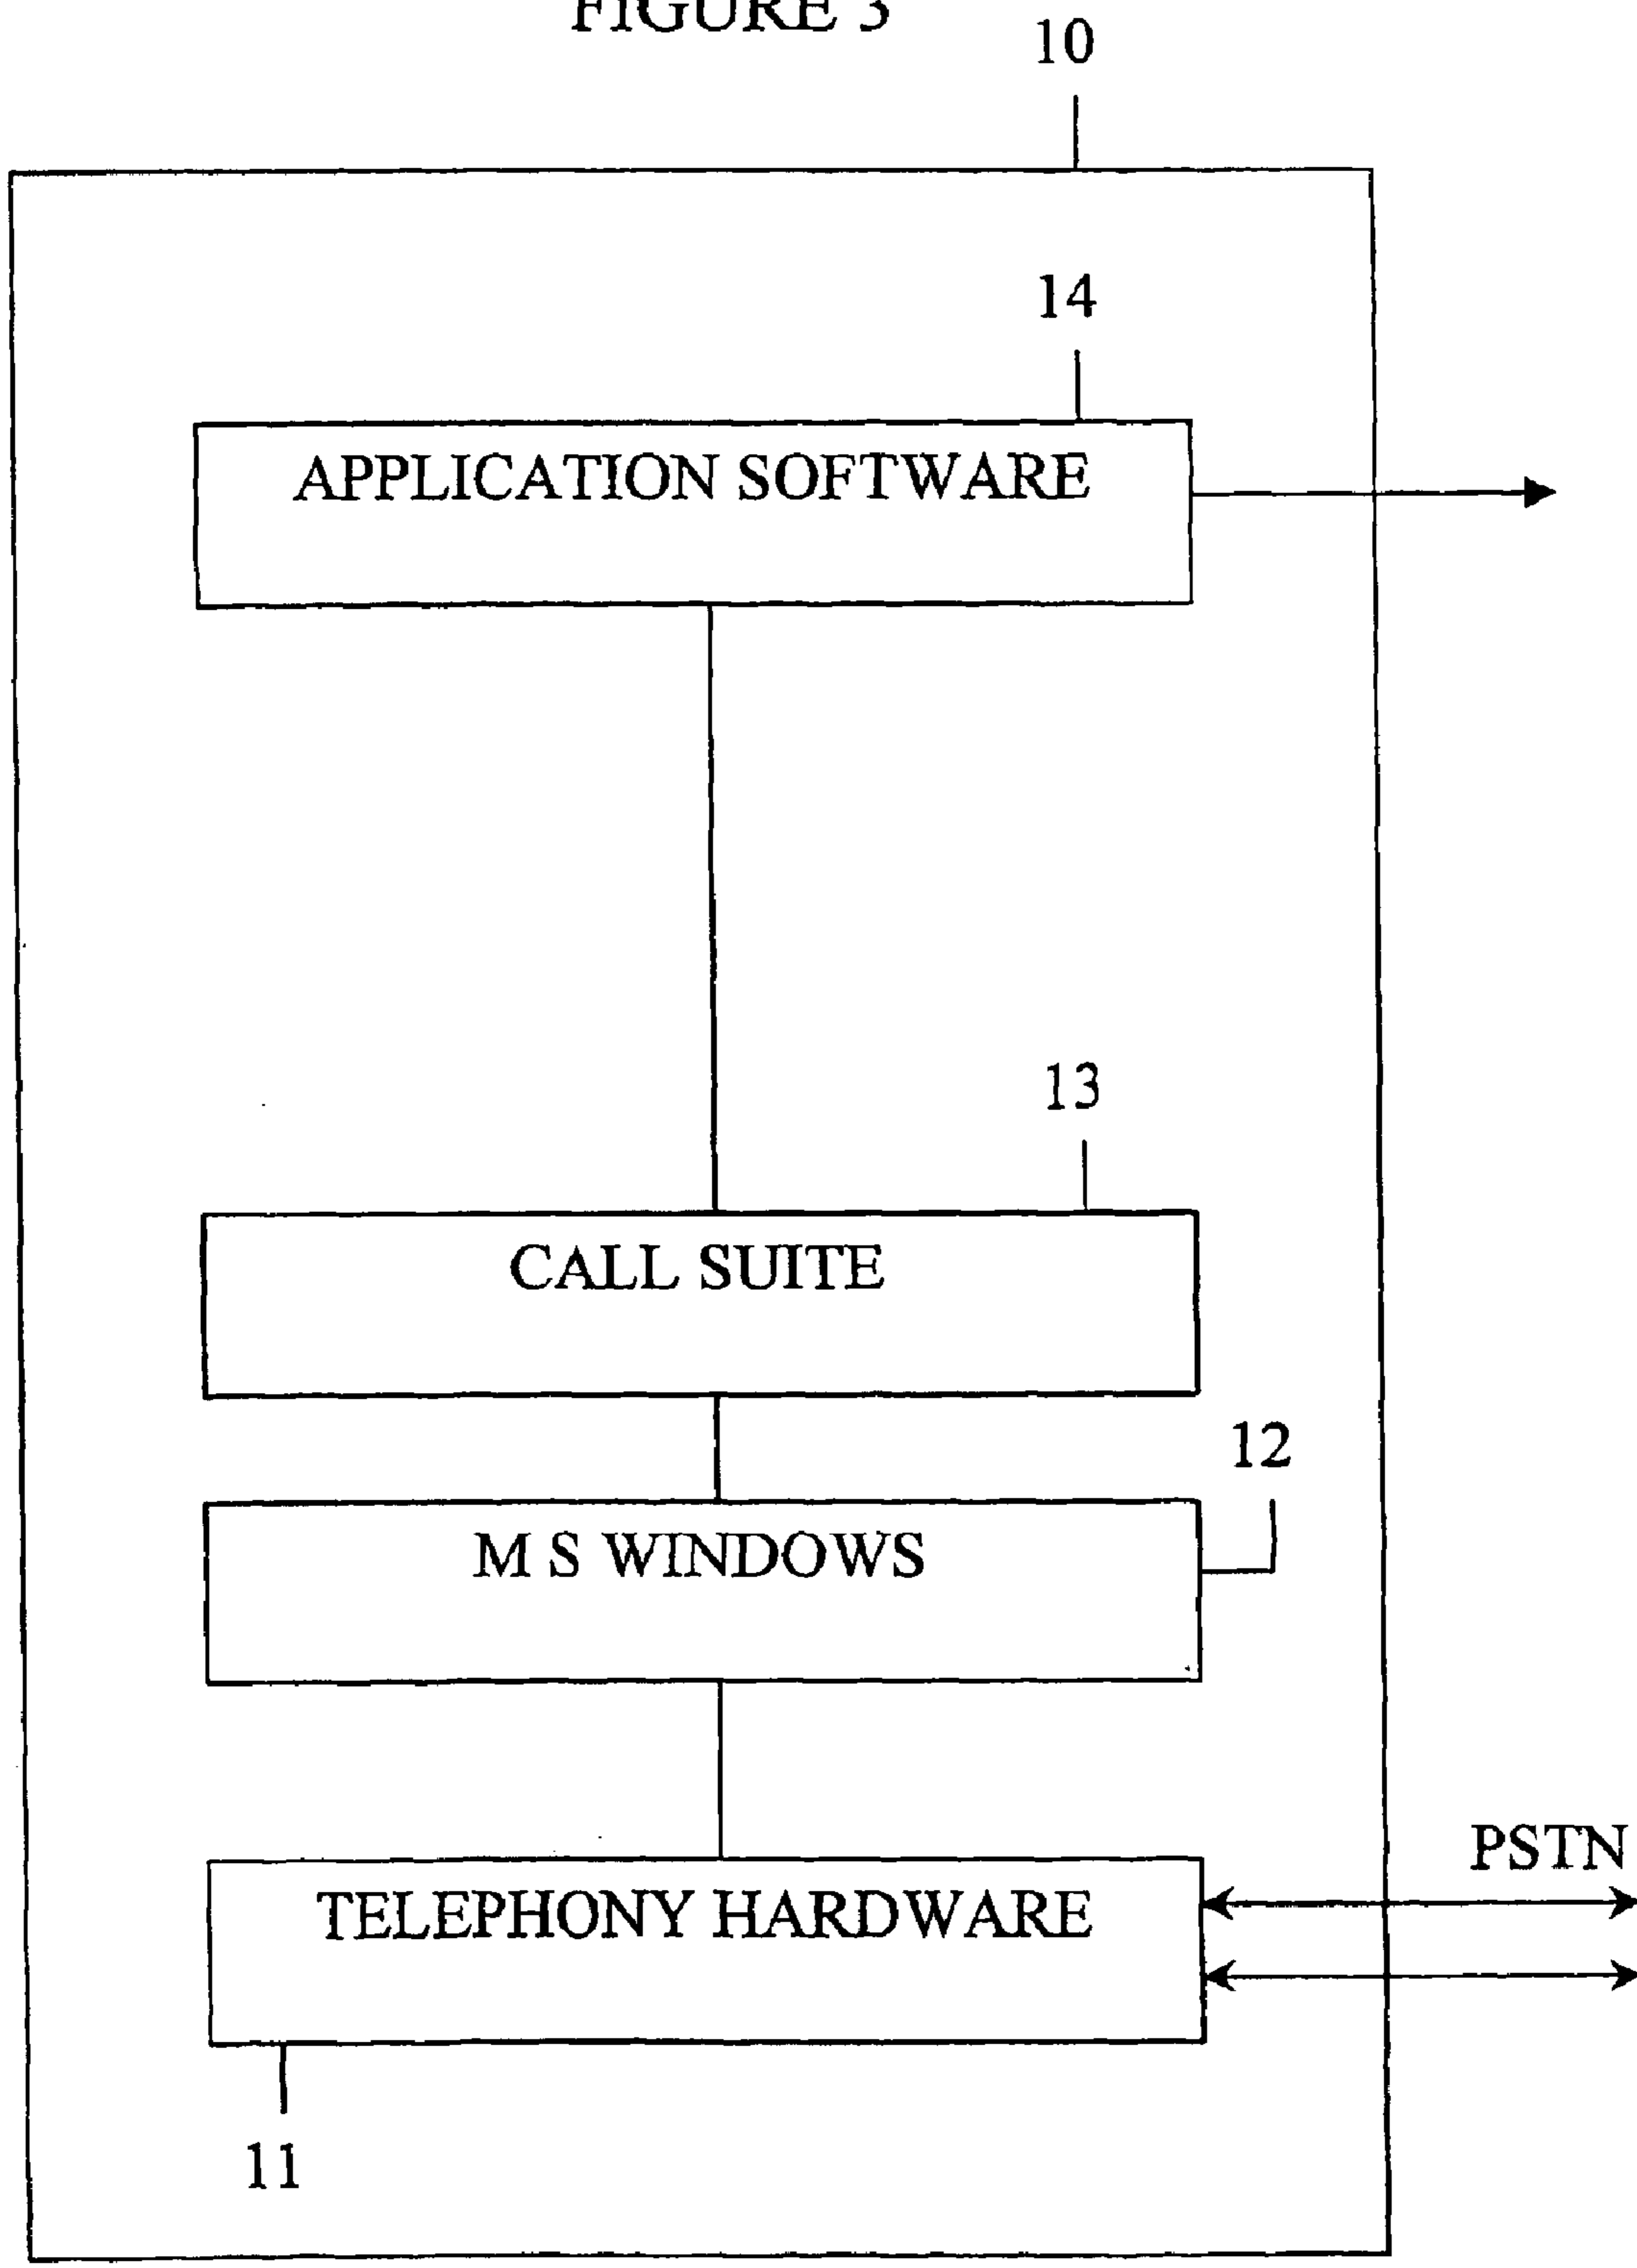 FIGURE 3
10
14
APPLICATION SOFTWARE
13
CALL SUITE
12
M S WINDOWS
PSTN
TELEPHONY HARDWARE
11